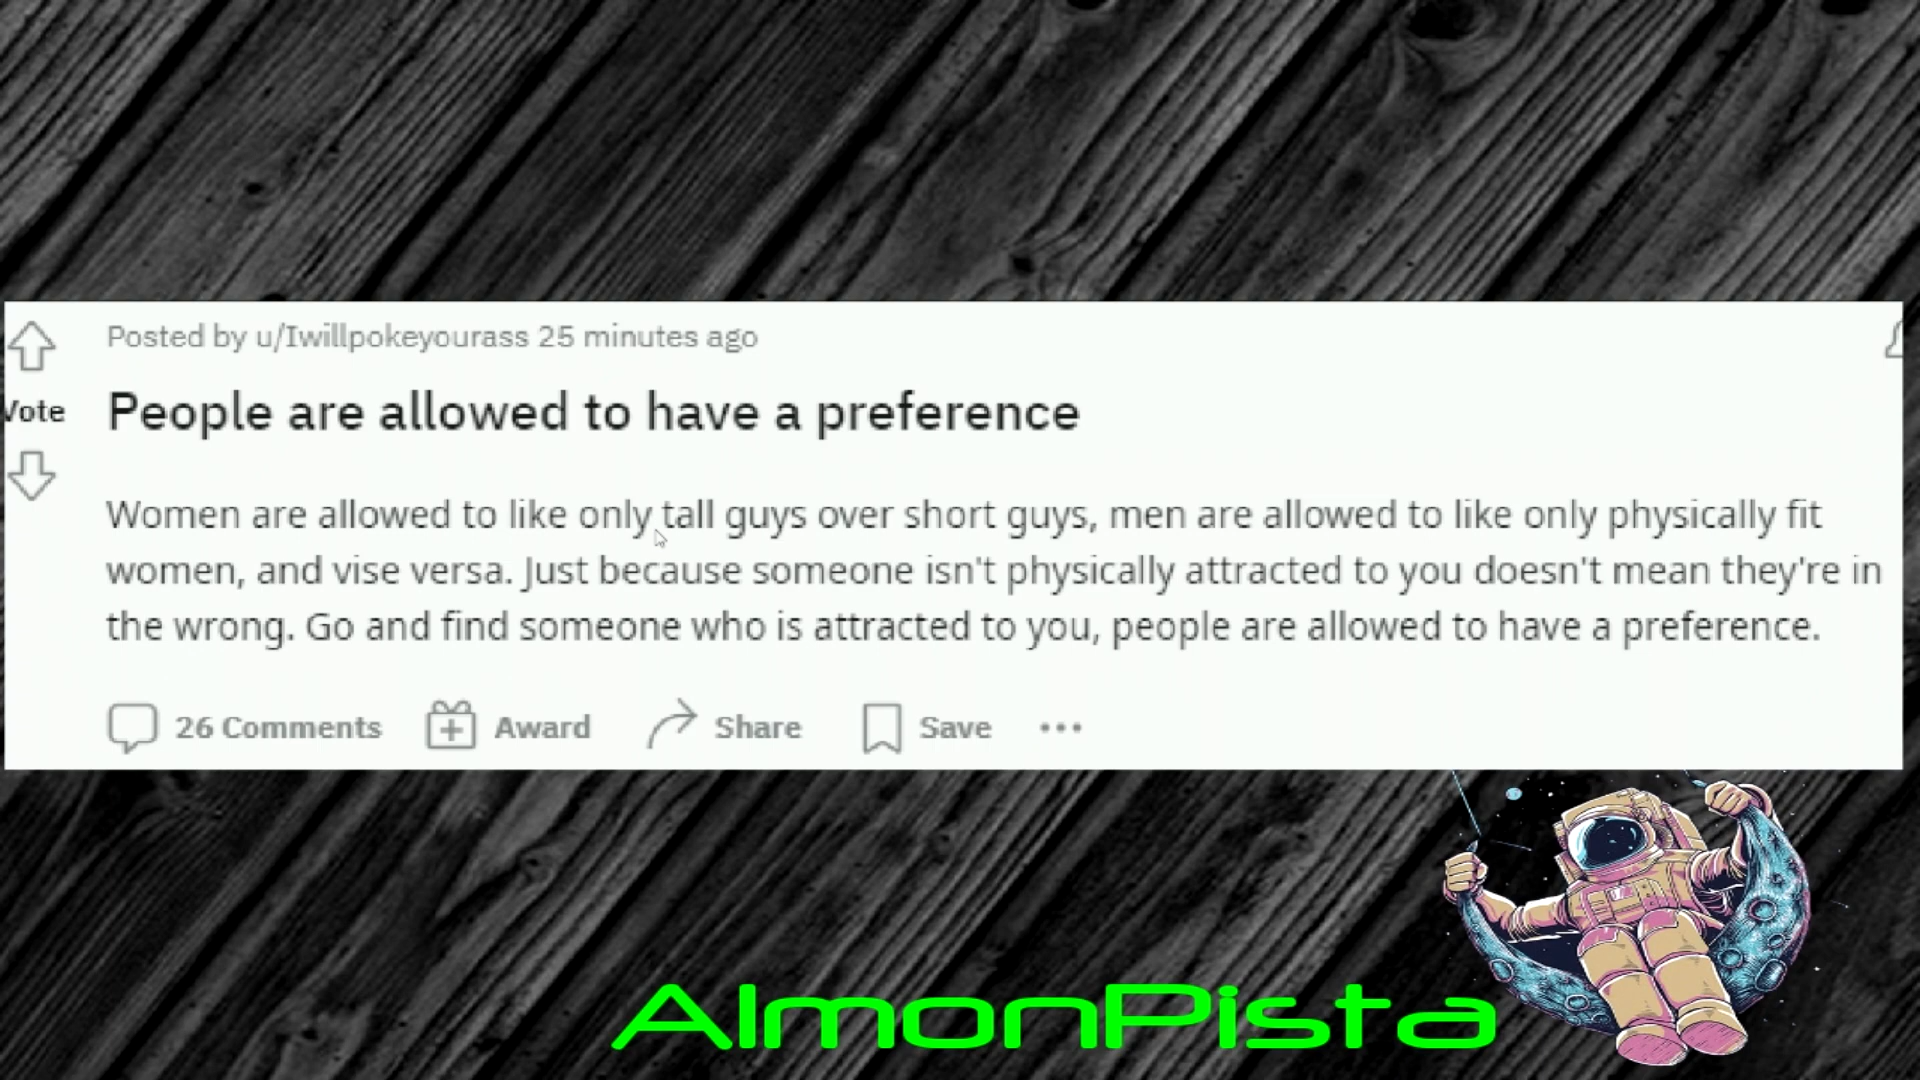 Posted by u/Iwillpokeyourass 25 minutes ago
Vote
People are allowed to have a preference
Women are allowed to like only tall guys over short guys, men are allowed to like only physically fit
women, and vise versa. Just because someone isn't physically attracted to you doesn't mean they're in
the wrong. Go and find someone who is attracted to you, people are allowed to have a preference.
26 Comments Award Share Save
AlmonPista